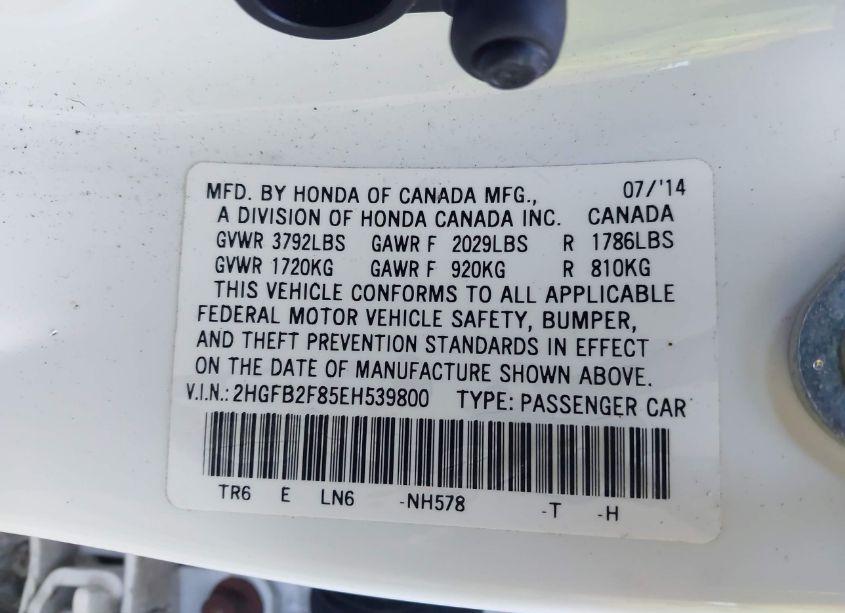 MFD. BY HONDA OF CANADA MFG., 07/'14
A DIVISION OF HONDA CANADA INC. CANADA
GVWR 3792LBS GAWR F 2029LBS R 1786LBS
GVWR 1720KG GAWR F 920KG R 810KG
THIS VEHICLE CONFORMS TO ALL APPLICABLE
FEDERAL MOTOR VEHICLE SAFETY, BUMPER,
AND THEFT PREVENTION STANDARDS IN EFFECT
ON THE DATE OF MANUFACTURE SHOWN ABOVE.
V.I.N.: 2HGFB2F85EH539800 TYPE: PASSENGER CAR
TR6 E LN6 -NH578 -T -H